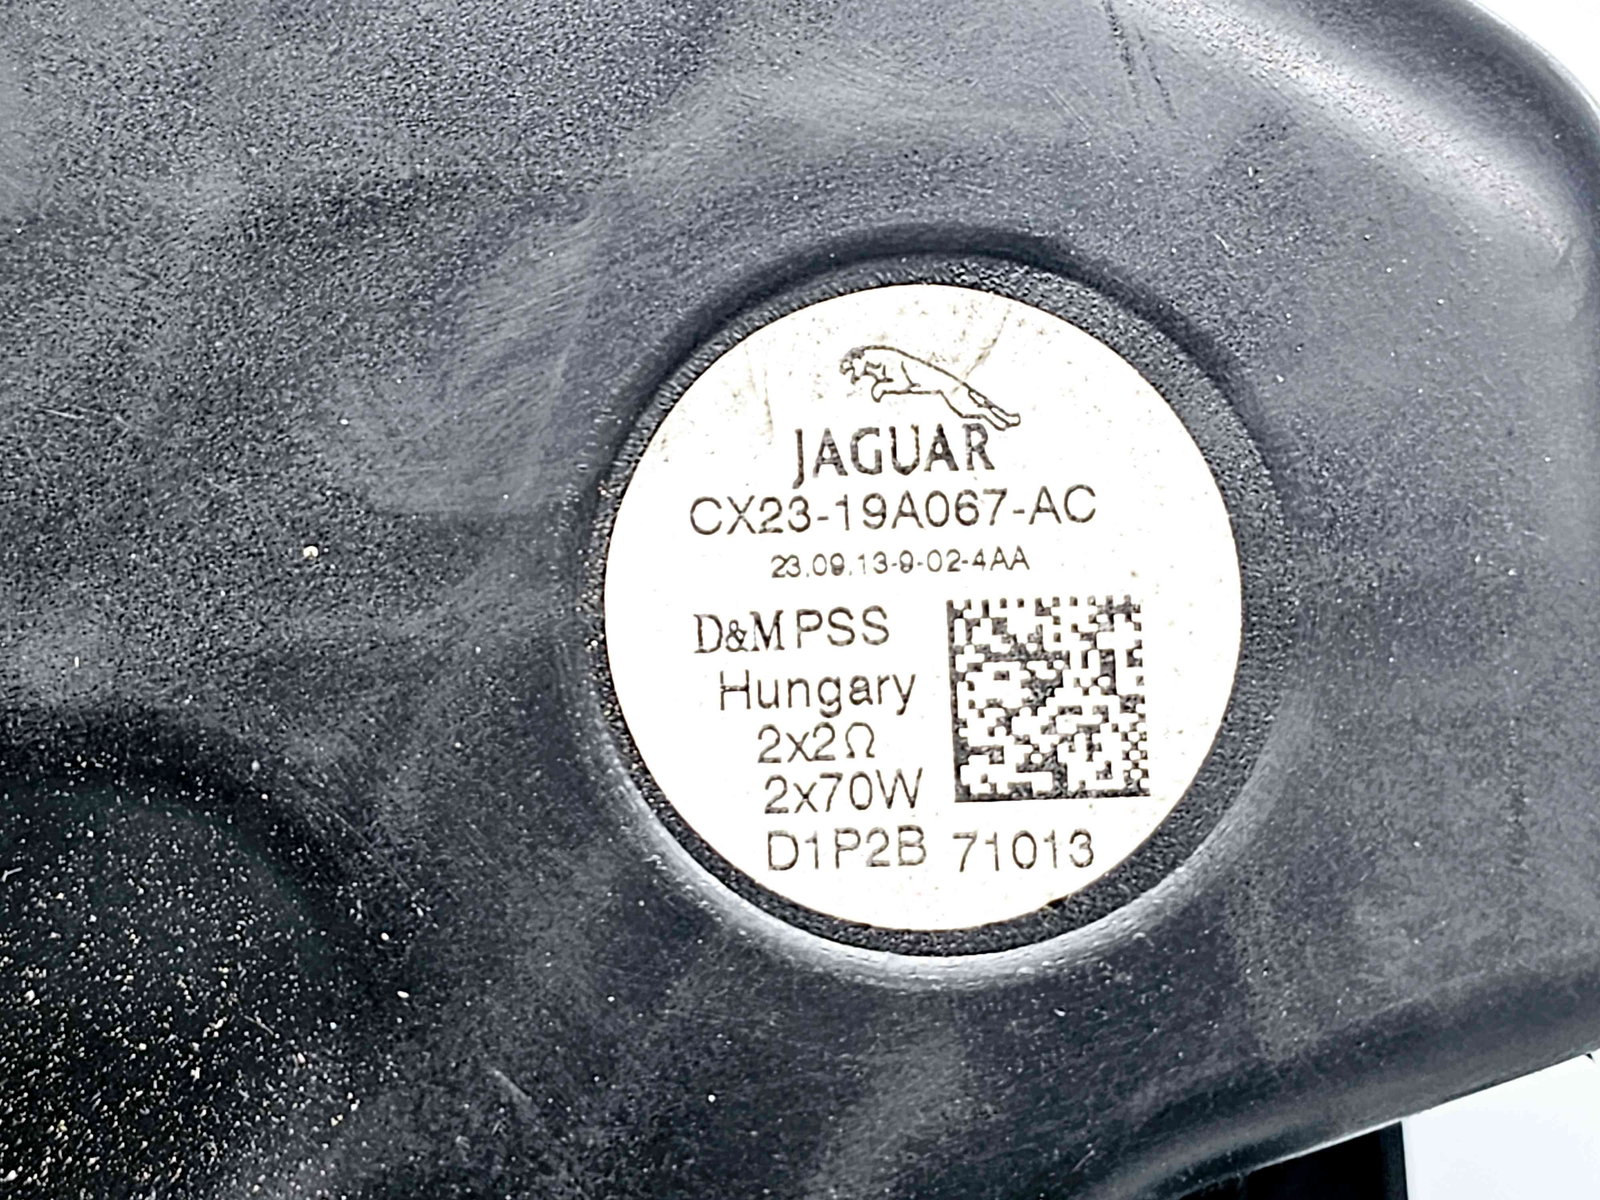 JAGUAR
CX23-19A067-AC
23.09.13-9-02-4AA
D&M PSS
Hungary
2x2Ω
2x70W
D1P2B 71013